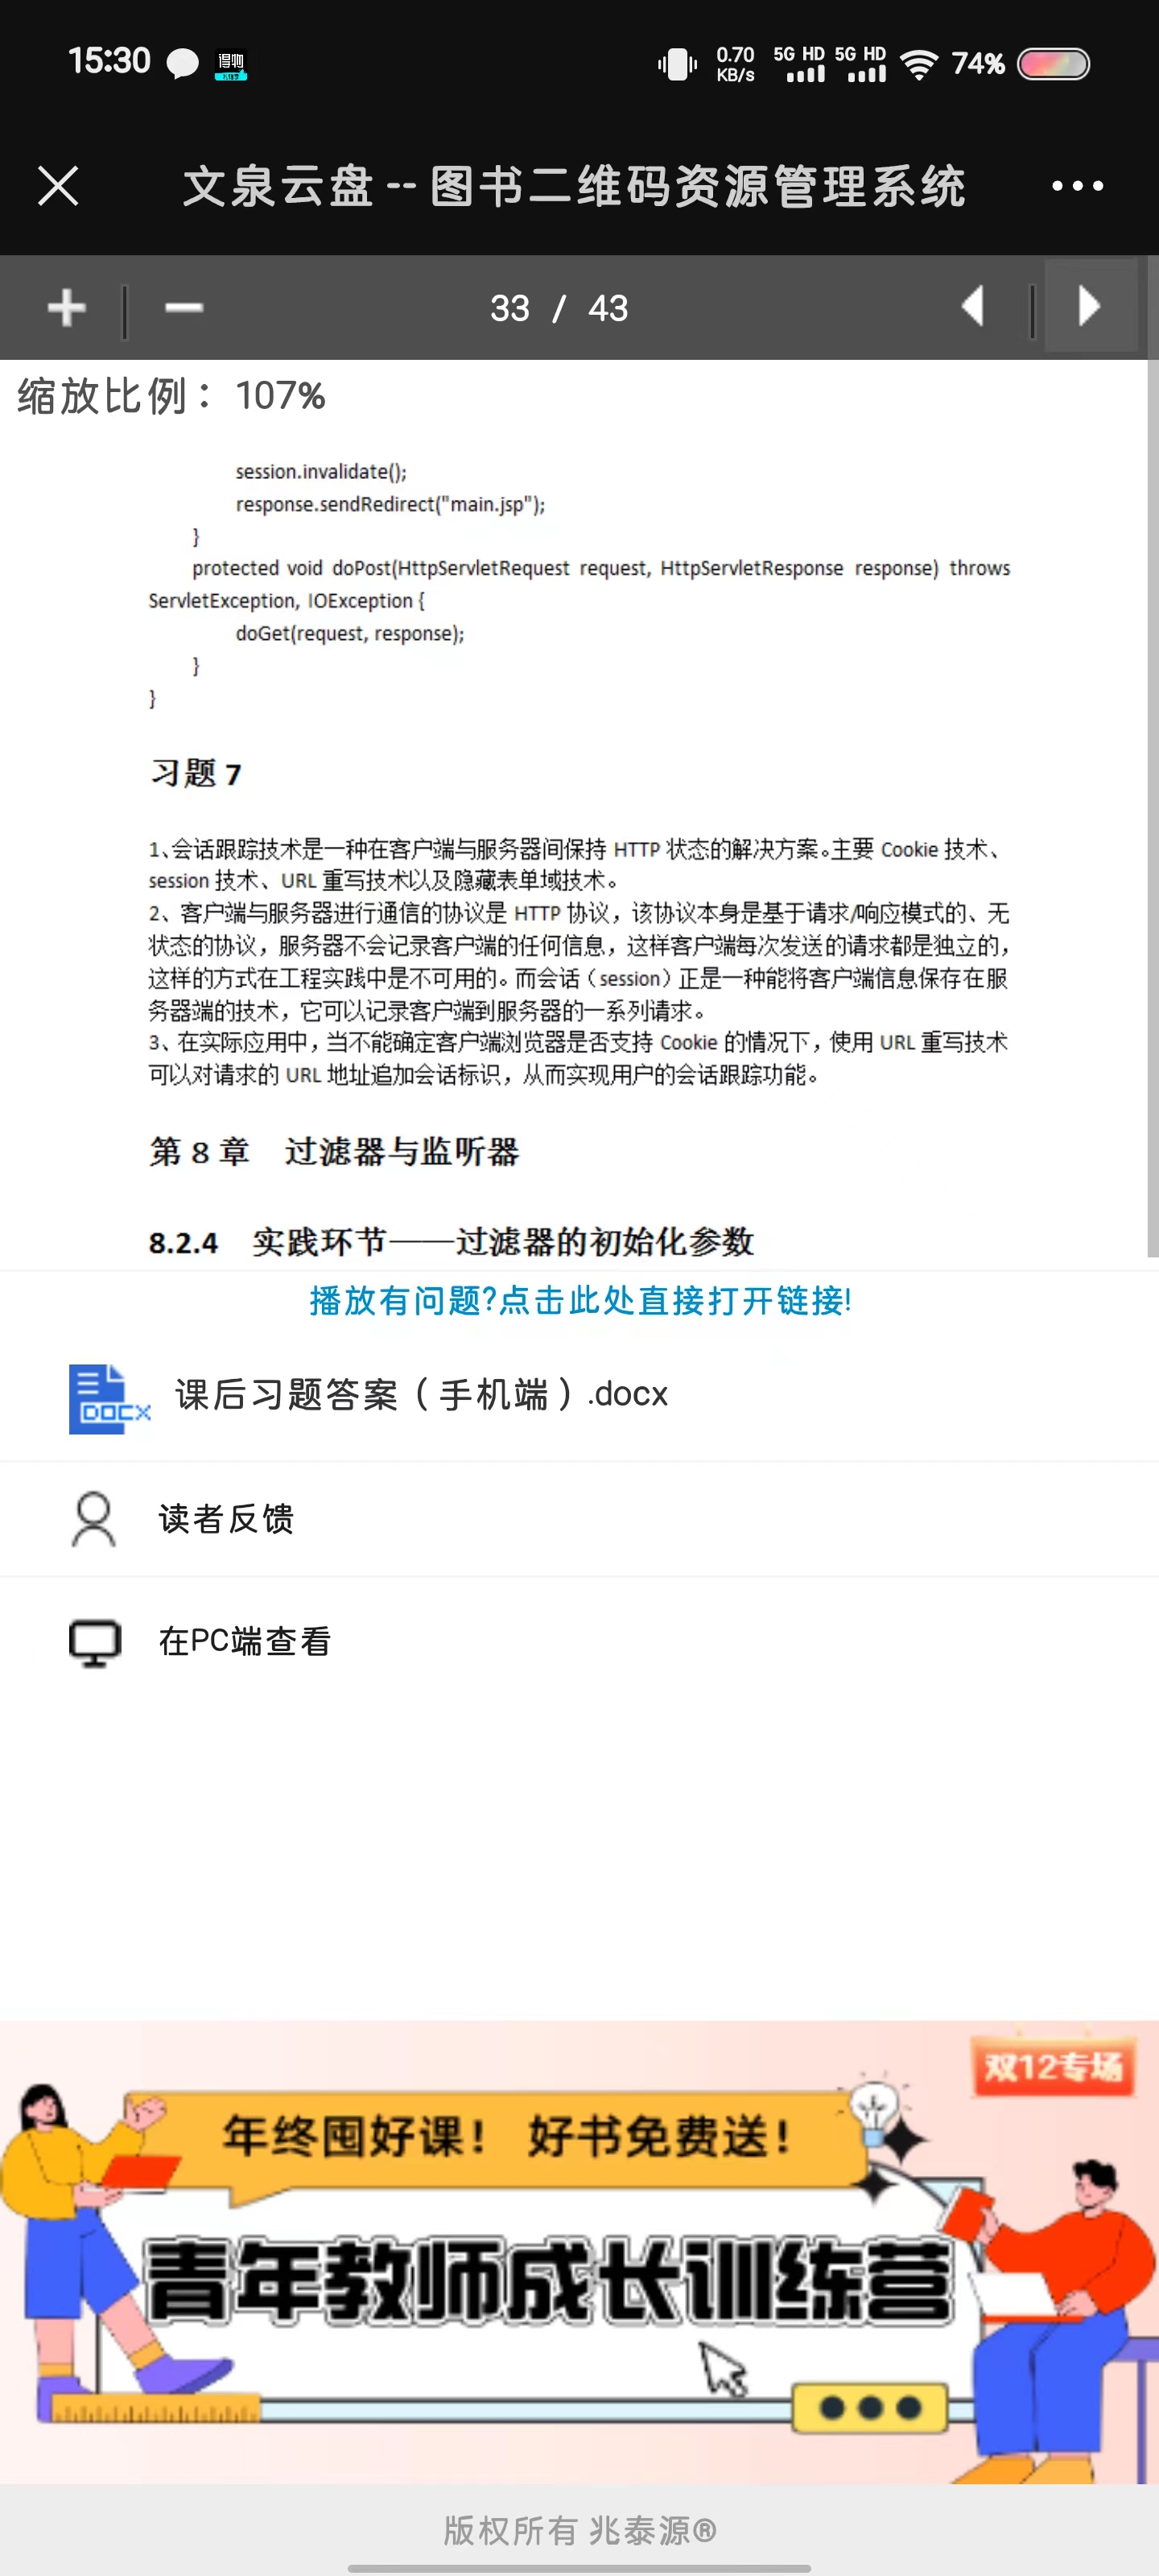 15:30
得物
0.70 KB/s 5G HD 5G HD 74%
文泉云盘--图书二维码资源管理系统
33 / 43
缩放比例：107%
session.invalidate();
response.sendRedirect("main.jsp");
}
protected void doPost(HttpServletRequest request, HttpServletResponse response) throws
ServletException, IOException {
doGet(request, response);
}
}
习题 7
1、会话跟踪技术是一种在客户端与服务器间保持 HTTP 状态的解决方案。主要 Cookie 技术、
session 技术、URL 重写技术以及隐藏表单域技术。
2、客户端与服务器进行通信的协议是 HTTP 协议，该协议本身是基于请求/响应模式的、无
状态的协议，服务器不会记录客户端的任何信息，这样客户端每次发送的请求都是独立的，
这样的方式在工程实践中是不可用的。而会话（session）正是一种能将客户端信息保存在服
务器端的技术，它可以记录客户端到服务器的一系列请求。
3、在实际应用中，当不能确定客户端浏览器是否支持 Cookie 的情况下，使用 URL 重写技术
可以对请求的 URL 地址追加会话标识，从而实现用户的会话跟踪功能。
第 8 章 过滤器与监听器
8.2.4 实践环节——过滤器的初始化参数
播放有问题?点击此处直接打开链接!
DOCX
课后习题答案（手机端）.docx
读者反馈
在PC端查看
双12专场
年终囤好课！ 好书免费送！
青年教师成长训练营
版权所有 兆泰源®